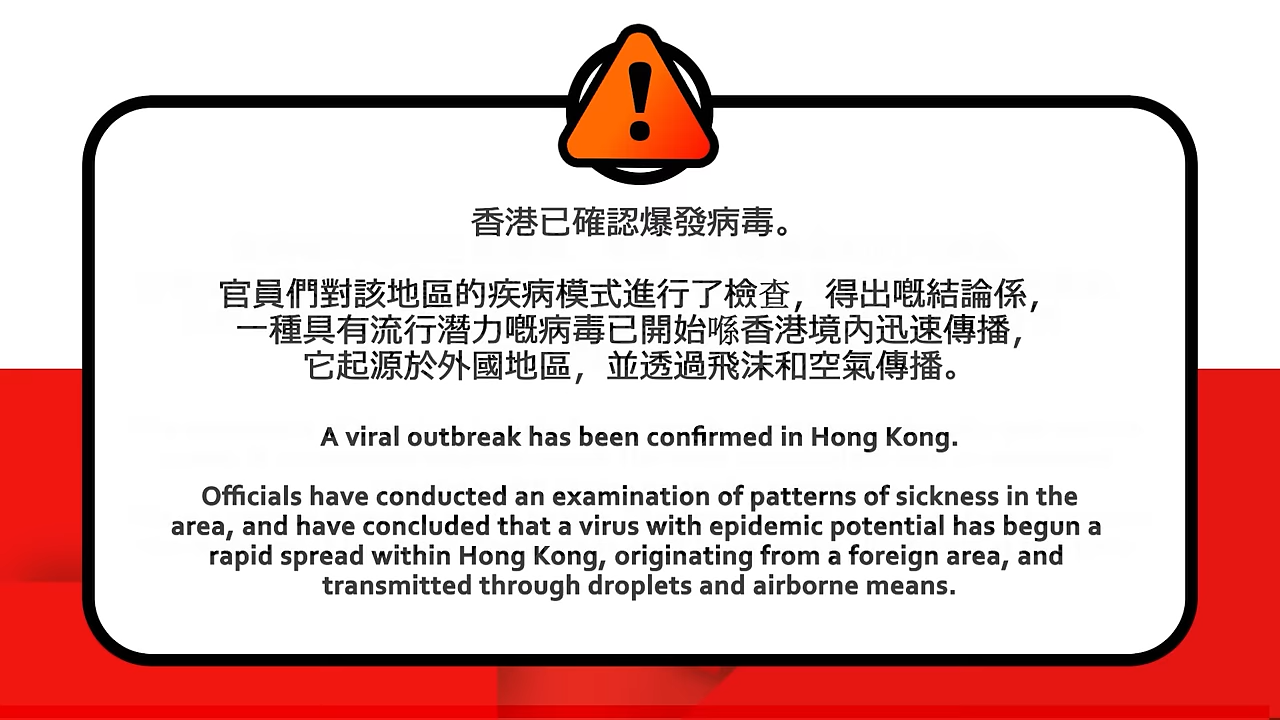 香港已確認爆發病毒。
官員們對該地區的疾病模式進行了檢查，得出嘅結論係，
一種具有流行潛力嘅病毒已開始喺香港境內迅速傳播，
它起源於外國地區，並透過飛沫和空氣傳播。
A viral outbreak has been confirmed in Hong Kong.
Officials have conducted an examination of patterns of sickness in the
area, and have concluded that a virus with epidemic potential has begun a
rapid spread within Hong Kong, originating from a foreign area, and
transmitted through droplets and airborne means.